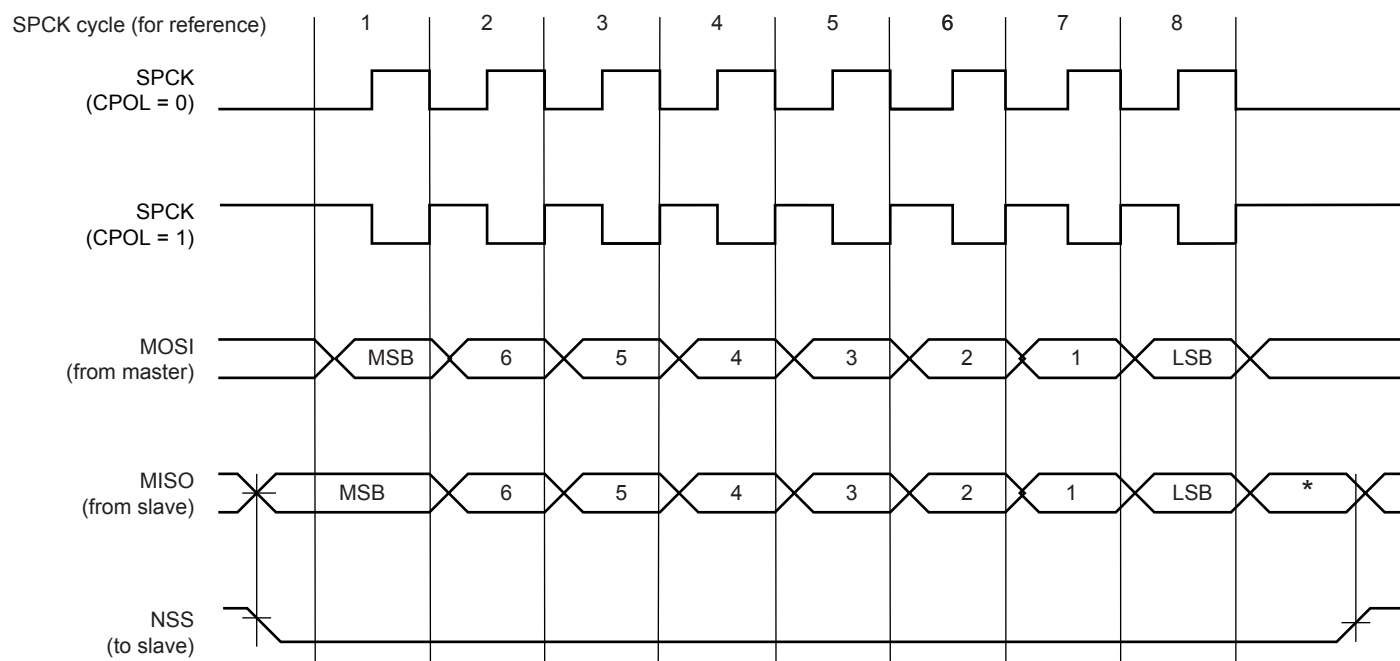 SPCK cycle (for reference) 1 2 3 4 5 6 7 8
SPCK
(CPOL = 0)
SPCK
(CPOL = 1)
MOSI
(from master)
MSB 6 5 4 3 2 1 LSB
MISO
(from slave)
MSB 6 5 4 3 2 1 LSB *
NSS
(to slave)